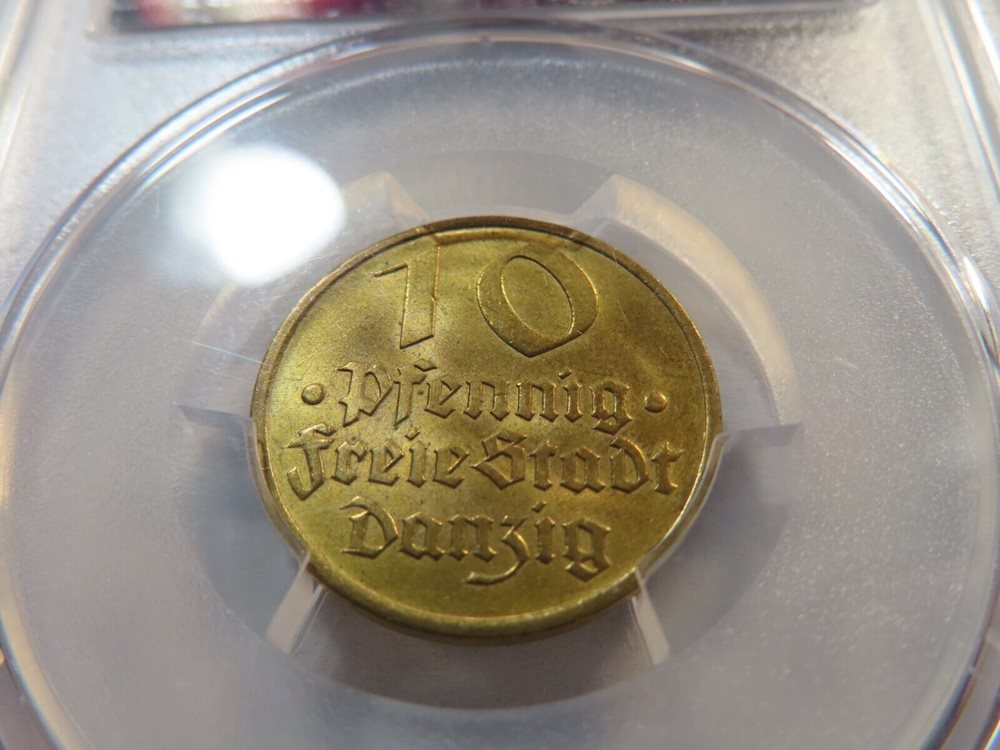 10
• Pfennig •
Freie Stadt
Danzig